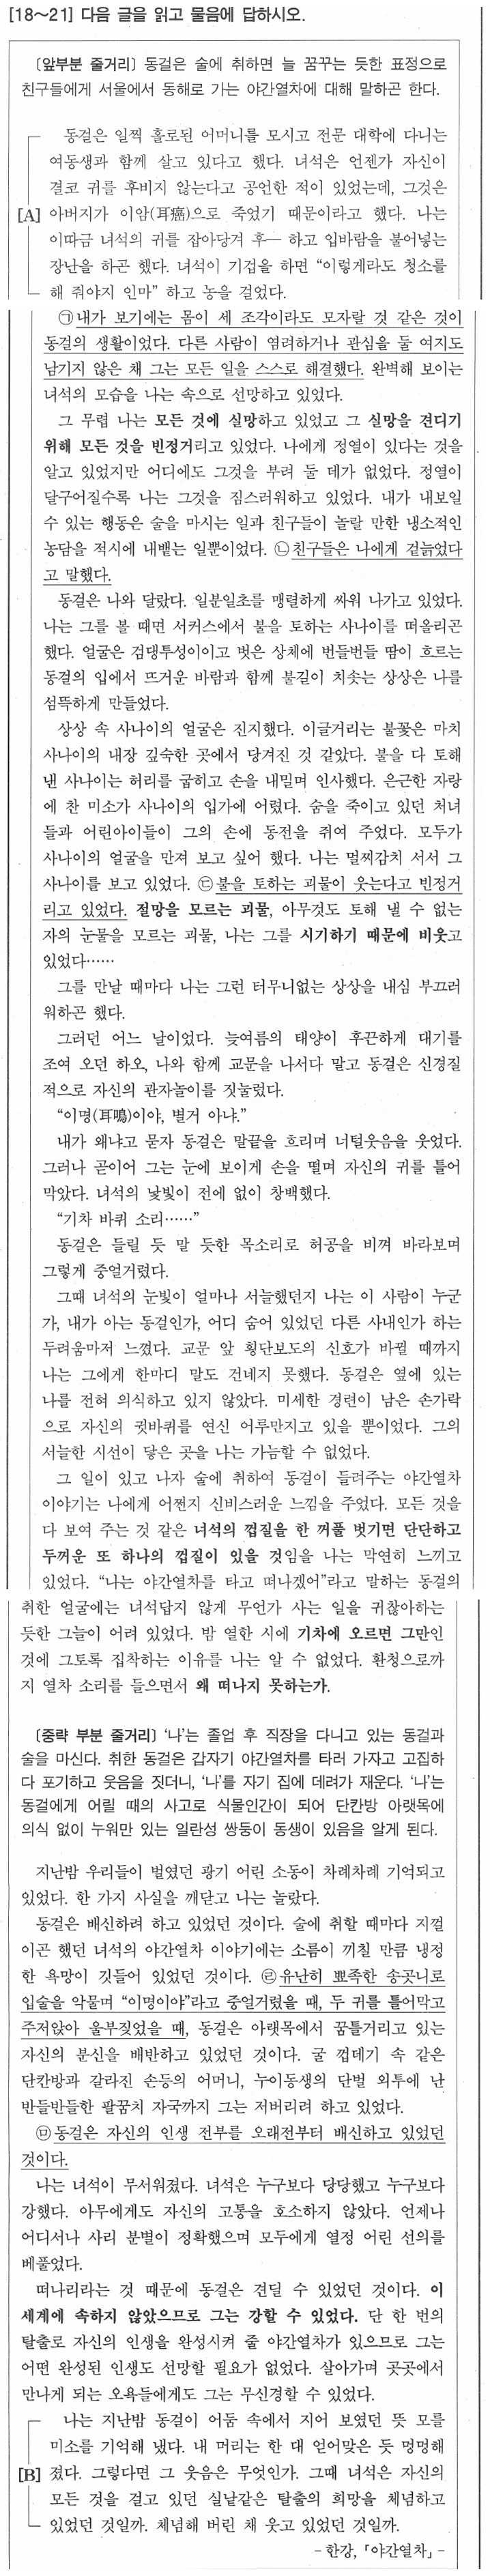 [18~21] 다음 글을 읽고 물음에 답하시오.
〔앞부분 줄거리〕 동걸은 술에 취하면 늘 꿈꾸는 듯한 표정으로
친구들에게 서울에서 동해로 가는 야간열차에 대해 말하곤 한다.
동걸은 일찍 홀로된 어머니를 모시고 전문 대학에 다니는
여동생과 함께 살고 있다고 했다. 녀석은 언젠가 자신이
결코 귀를 후비지 않는다고 공언한 적이 있었는데, 그것은
[A] 아버지가 이암(耳癌)으로 죽었기 때문이라고 했다. 나는
이따금 녀석의 귀를 잡아당겨 후― 하고 입바람을 불어넣는
장난을 하곤 했다. 녀석이 기겁을 하면 “이렇게라도 청소를
해 줘야지 인마” 하고 농을 걸었다.
㉠내가 보기에는 몸이 세 조각이라도 모자랄 것 같은 것이
동걸의 생활이었다. 다른 사람이 염려하거나 관심을 둘 여지도
남기지 않은 채 그는 모든 일을 스스로 해결했다. 완벽해 보이는
녀석의 모습을 나는 속으로 선망하고 있었다.
그 무렵 나는 모든 것에 실망하고 있었고 그 실망을 견디기
위해 모든 것을 빈정거리고 있었다. 나에게 정열이 있다는 것을
알고 있었지만 어디에도 그것을 부려 둘 데가 없었다. 정열이
달구어질수록 나는 그것을 짐스러워하고 있었다. 내가 내보일
수 있는 행동은 술을 마시는 일과 친구들이 놀랄 만한 냉소적인
농담을 적시에 내뱉는 일뿐이었다. ㉡친구들은 나에게 겉늙었다
고 말했다.
동걸은 나와 달랐다. 일분일초를 맹렬하게 싸워 나가고 있었다.
나는 그를 볼 때면 서커스에서 불을 토하는 사나이를 떠올리곤
했다. 얼굴은 검댕투성이이고 벗은 상체에 번들번들 땀이 흐르는
동걸의 입에서 뜨거운 바람과 함께 불길이 치솟는 상상은 나를
섬뜩하게 만들었다.
상상 속 사나이의 얼굴은 진지했다. 이글거리는 불꽃은 마치
사나이의 내장 깊숙한 곳에서 당겨진 것 같았다. 불을 다 토해
낸 사나이는 허리를 굽히고 손을 내밀며 인사했다. 은근한 자랑
에 찬 미소가 사나이의 입가에 어렸다. 숨을 죽이고 있던 처녀
들과 어린아이들이 그의 손에 동전을 쥐여 주었다. 모두가
사나이의 얼굴을 만져 보고 싶어 했다. 나는 멀찌감치 서서 그
사나이를 보고 있었다. ㉢불을 토하는 괴물이 웃는다고 빈정거
리고 있었다. 절망을 모르는 괴물, 아무것도 토해 낼 수 없는
자의 눈물을 모르는 괴물, 나는 그를 시기하기 때문에 비웃고
있었다……
그를 만날 때마다 나는 그런 터무니없는 상상을 내심 부끄러
워하곤 했다.
그러던 어느 날이었다. 늦여름의 태양이 후끈하게 대기를
조여 오던 하오, 나와 함께 교문을 나서다 말고 동걸은 신경질
적으로 자신의 관자놀이를 짓눌렀다.
“이명(耳鳴)이야, 별거 아냐.”
내가 왜냐고 묻자 동걸은 말끝을 흐리며 너털웃음을 웃었다.
그러나 곧이어 그는 눈에 보이게 손을 떨며 자신의 귀를 틀어
막았다. 녀석의 낯빛이 전에 없이 창백했다.
“기차 바퀴 소리……”
동걸은 들릴 듯 말 듯한 목소리로 허공을 비껴 바라보며
그렇게 중얼거렸다.
그때 녀석의 눈빛이 얼마나 서늘했던지 나는 이 사람이 누군
가, 내가 아는 동걸인가, 어디 숨어 있었던 다른 사내인가 하는
두려움마저 느꼈다. 교문 앞 횡단보도의 신호가 바뀔 때까지
나는 그에게 한마디 말도 건네지 못했다. 동걸은 옆에 있는
나를 전혀 의식하고 있지 않았다. 미세한 경련이 남은 손가락
으로 자신의 귓바퀴를 연신 어루만지고 있을 뿐이었다. 그의
서늘한 시선이 닿은 곳을 나는 가늠할 수 없었다.
그 일이 있고 나자 술에 취하여 동걸이 들려주는 야간열차
이야기는 나에게 어쩐지 신비스러운 느낌을 주었다. 모든 것을
다 보여 주는 것 같은 녀석의 껍질을 한 꺼풀 벗기면 단단하고
두꺼운 또 하나의 껍질이 있을 것임을 나는 막연히 느끼고
있었다. “나는 야간열차를 타고 떠나겠어”라고 말하는 동걸의
취한 얼굴에는 녀석답지 않게 무언가 사는 일을 귀찮아하는
듯한 그늘이 어려 있었다. 밤 열한 시에 기차에 오르면 그만인
것에 그토록 집착하는 이유를 나는 알 수 없었다. 환청으로까
지 열차 소리를 들으면서 왜 떠나지 못하는가.
〔중략 부분 줄거리〕 ‘나’는 졸업 후 직장을 다니고 있는 동걸과
술을 마신다. 취한 동걸은 갑자기 야간열차를 타러 가자고 고집하
다 포기하고 웃음을 짓더니, ‘나’를 자기 집에 데려가 재운다. ‘나’는
동걸에게 어릴 때의 사고로 식물인간이 되어 단칸방 아랫목에
의식 없이 누워만 있는 일란성 쌍둥이 동생이 있음을 알게 된다.
지난밤 우리들이 벌였던 광기 어린 소동이 차례차례 기억되고
있었다. 한 가지 사실을 깨닫고 나는 놀랐다.
동걸은 배신하려 하고 있었던 것이다. 술에 취할 때마다 지껄
이곤 했던 녀석의 야간열차 이야기에는 소름이 끼칠 만큼 냉정
한 욕망이 깃들어 있었던 것이다. ㉣유난히 뾰족한 송곳니로
입술을 악물며 “이명이야”라고 중얼거렸을 때, 두 귀를 틀어막고
주저앉아 울부짖었을 때, 동걸은 아랫목에서 꿈틀거리고 있는
자신의 분신을 배반하고 있었던 것이다. 굴 껍데기 속 같은
단칸방과 갈라진 손등의 어머니, 누이동생의 단벌 외투에 난
반들반들한 팔꿈치 자국까지 그는 저버리려 하고 있었다.
㉤동걸은 자신의 인생 전부를 오래전부터 배신하고 있었던
것이다.
나는 녀석이 무서워졌다. 녀석은 누구보다 당당했고 누구보다
강했다. 아무에게도 자신의 고통을 호소하지 않았다. 언제나
어디서나 사리 분별이 정확했으며 모두에게 열정 어린 선의를
베풀었다.
떠나리라는 것 때문에 동걸은 견딜 수 있었던 것이다. 이
세계에 속하지 않았으므로 그는 강할 수 있었다. 단 한 번의
탈출로 자신의 인생을 완성시켜 줄 야간열차가 있으므로 그는
어떤 완성된 인생도 선망할 필요가 없었다. 살아가며 곳곳에서
만나게 되는 오욕들에게도 그는 무신경할 수 있었다.
나는 지난밤 동걸이 어둠 속에서 지어 보였던 뜻 모를
미소를 기억해 냈다. 내 머리는 한 대 얻어맞은 듯 멍멍해
[B] 졌다. 그렇다면 그 웃음은 무엇인가. 그때 녀석은 자신의
모든 것을 걸고 있던 실낱같은 탈출의 희망을 체념하고
있었던 것일까. 체념해 버린 채 웃고 있었던 것일까.
- 한강, 「야간열차」 -